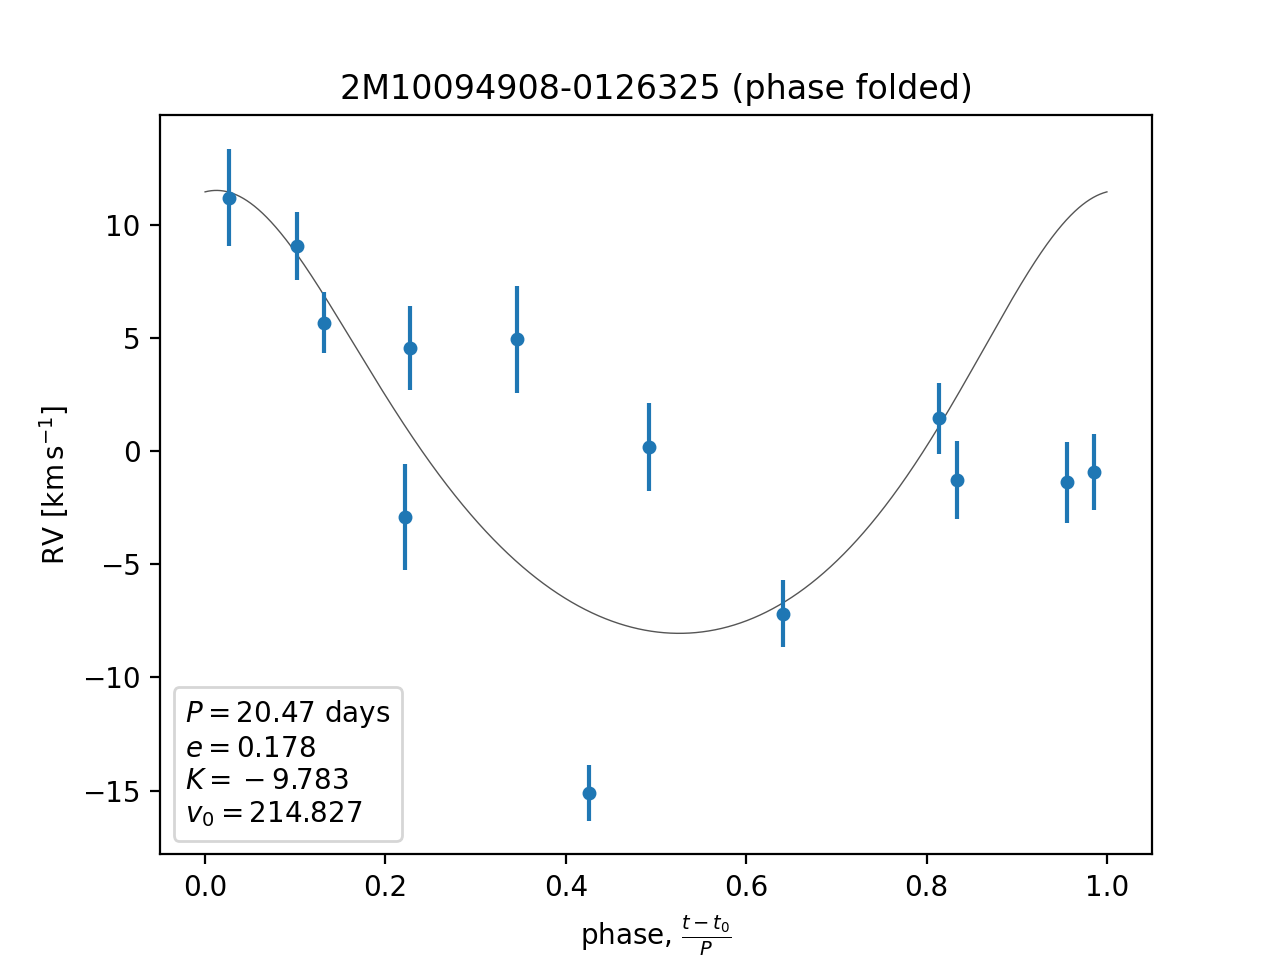 2M10094908-0126325 (phase folded)
RV [km s⁻¹]
10
5
0
−5
−10
−15
P = 20.47 days
e = 0.178
K = −9.783
v₀ = 214.827
0.0 0.2 0.4 0.6 0.8 1.0
phase, (t − t₀)/P